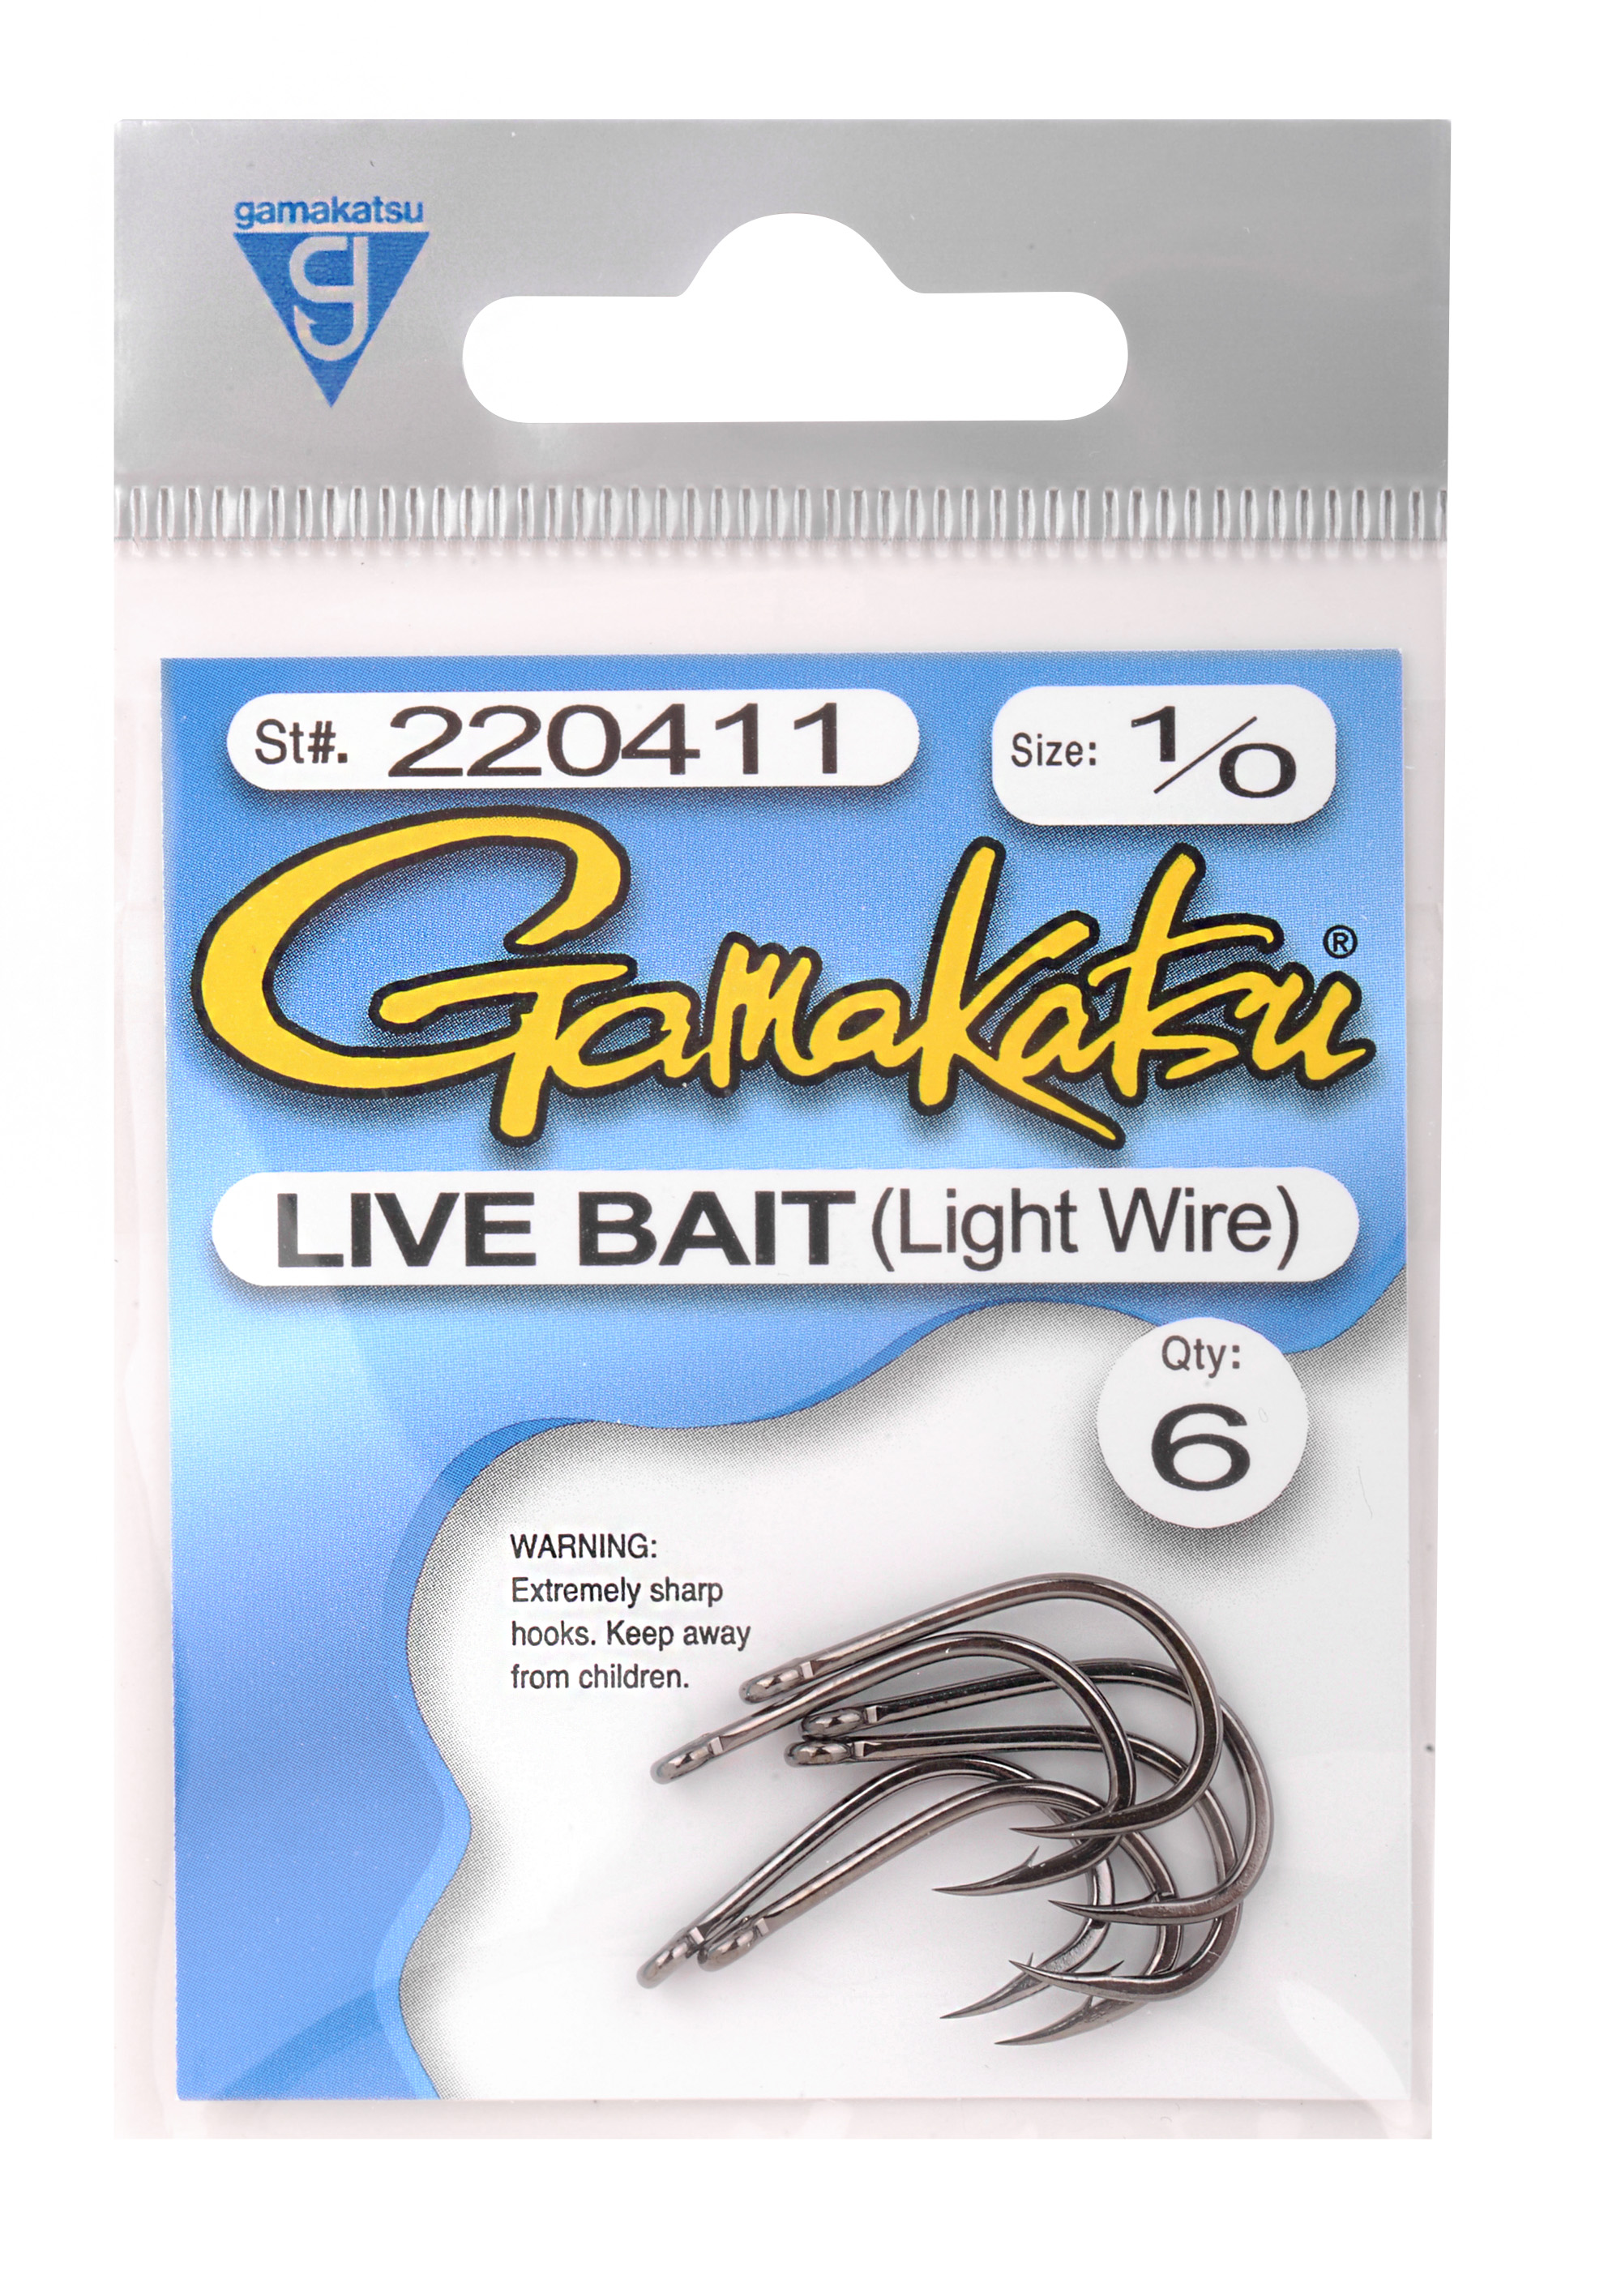 gamakatsu
St#. 220411
Size: 1/0
Gamakatsu®
LIVE BAIT (Light Wire)
Qty:
6
WARNING:
Extremely sharp
hooks. Keep away
from children.